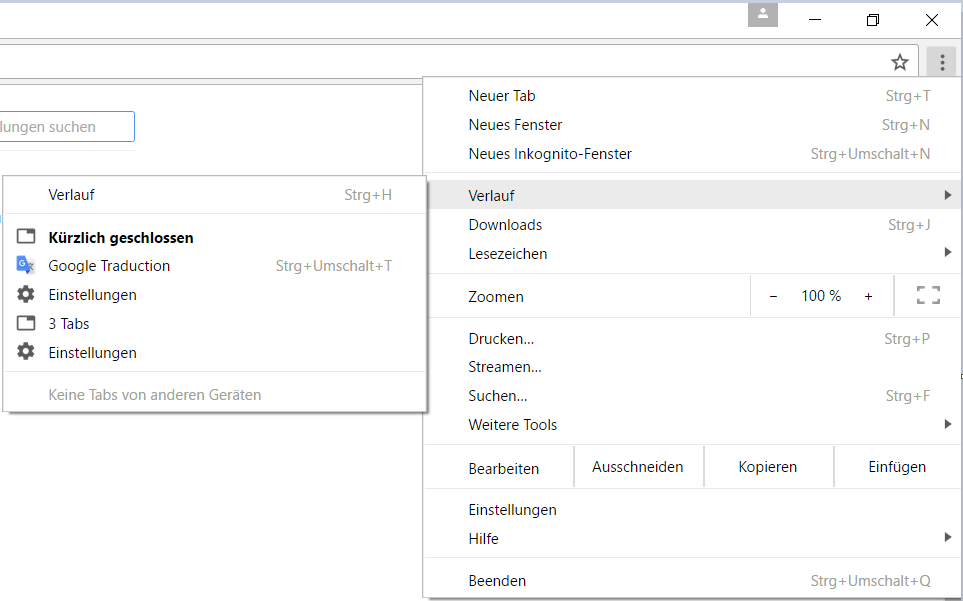 lungen suchen
Neuer Tab Strg+T
Neues Fenster Strg+N
Neues Inkognito-Fenster Strg+Umschalt+N
Verlauf
Downloads Strg+J
Lesezeichen
Zoomen − 100 % +
Drucken... Strg+P
Streamen...
Suchen... Strg+F
Weitere Tools
Bearbeiten Ausschneiden Kopieren Einfügen
Einstellungen
Hilfe
Beenden Strg+Umschalt+Q
Verlauf Strg+H
Kürzlich geschlossen
Google Traduction Strg+Umschalt+T
Einstellungen
3 Tabs
Einstellungen
Keine Tabs von anderen Geräten